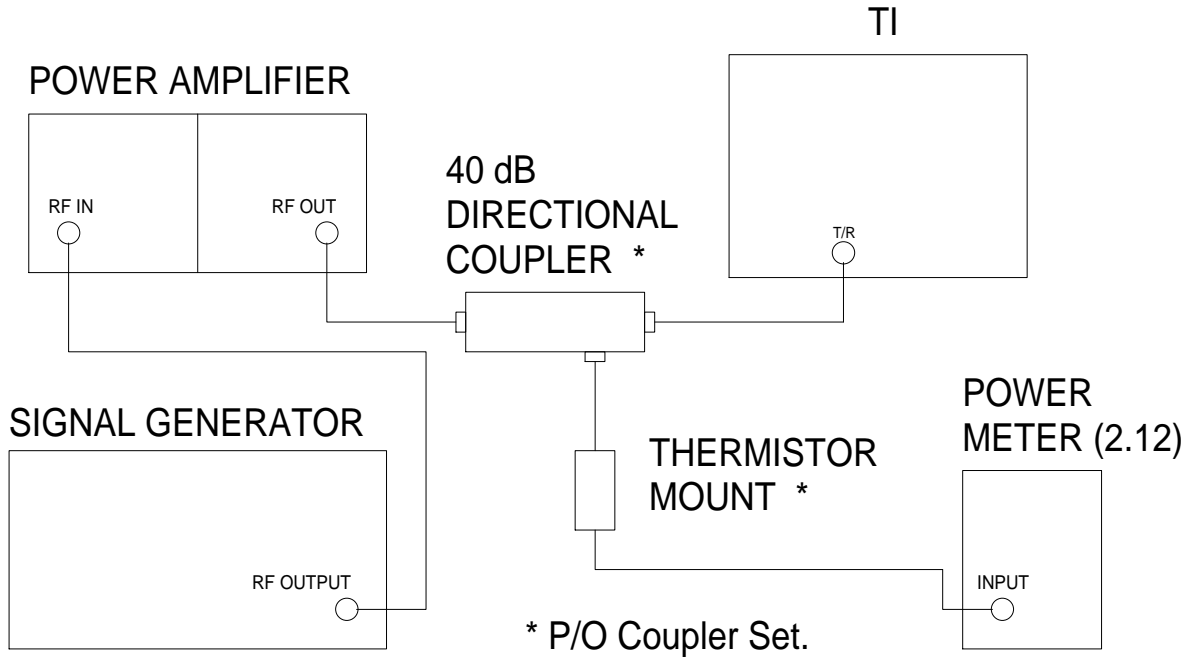 TI
POWER AMPLIFIER
RF IN
RF OUT
40 dB
DIRECTIONAL
COUPLER *
T/R
SIGNAL GENERATOR
RF OUTPUT
THERMISTOR
MOUNT *
POWER
METER (2.12)
INPUT
* P/O Coupler Set.